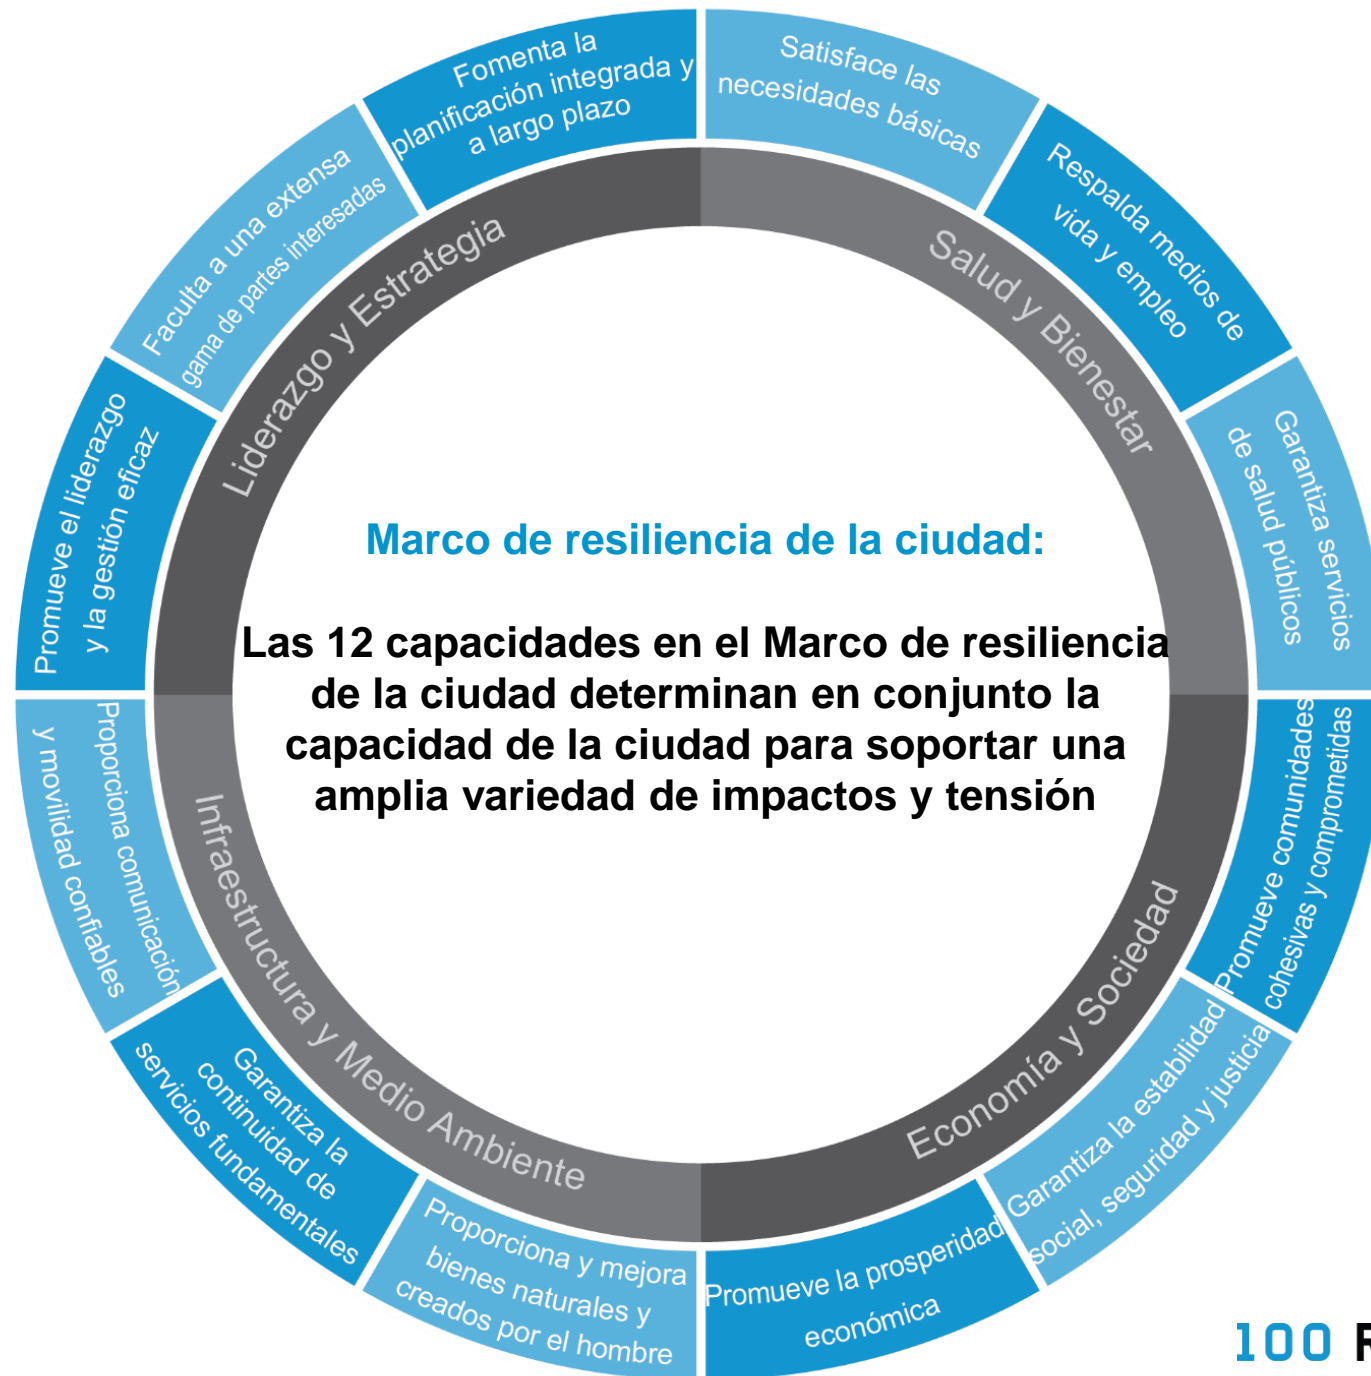 Fomenta la
planificación integrada y
a largo plazo
Satisface las
necesidades básicas
Respalda medios de
vida y empleo
Garantiza servicios
de salud públicos
Promueve comunidades
cohesivas y comprometidas
Garantiza la estabilidad
social, seguridad y justicia
Promueve la prosperidad
económica
Proporciona y mejora
bienes naturales y
creados por el hombre
Garantiza la
continuidad de
servicios fundamentales
Proporciona comunicación
y movilidad confiables
Promueve el liderazgo
y la gestión eficaz
Faculta a una extensa
gama de partes interesadas
Liderazgo y Estrategia
Salud y Bienestar
Economía y Sociedad
Infraestructura y Medio Ambiente
Marco de resiliencia de la ciudad:
Las 12 capacidades en el Marco de resiliencia
de la ciudad determinan en conjunto la
capacidad de la ciudad para soportar una
amplia variedad de impactos y tensión
100 R